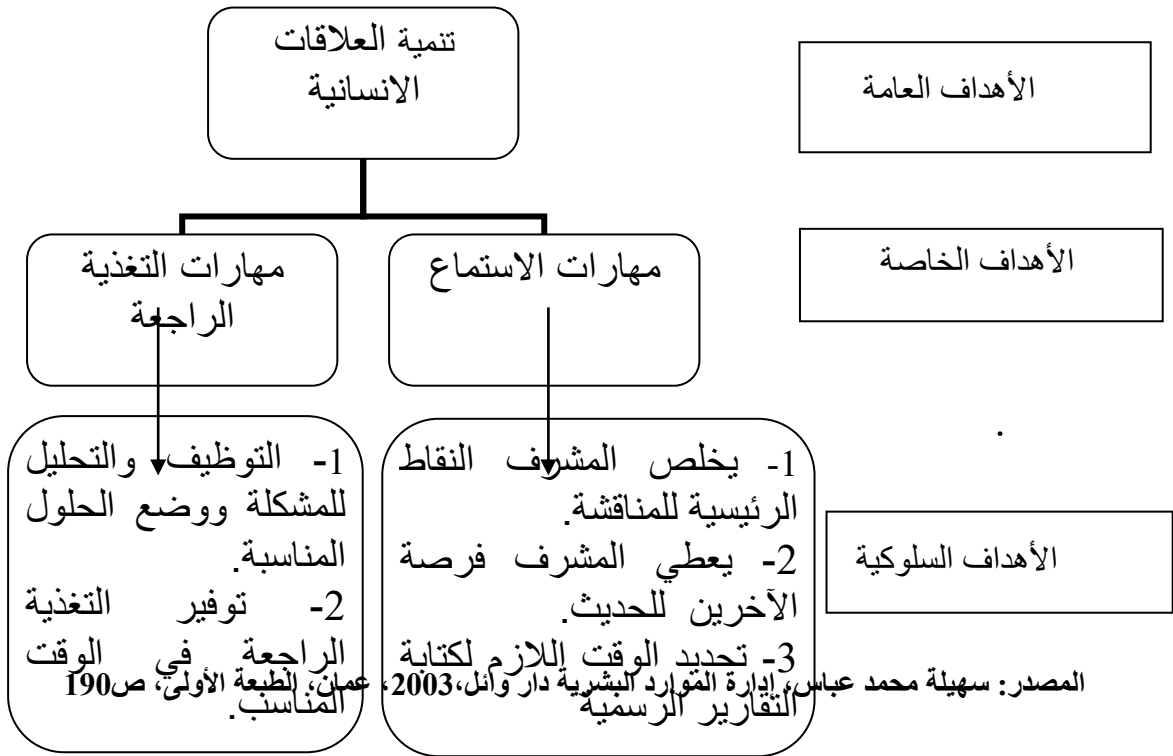 تنمية العلاقات
الانسانية
الأهداف العامة
مهارات الاستماع
مهارات التغذية
الراجعة
الأهداف الخاصة
1- يخلص المشرف النقاط
الرئيسية للمناقشة.
2- يعطي المشرف فرصة
الآخرين للحديث.
3- تحديد الوقت اللازم لكتابة
التقارير الرسمية
1- التوظيف والتحليل
للمشكلة ووضع الحلول
المناسبة.
2- توفير التغذية
الراجعة في الوقت
المناسب.
.
الأهداف السلوكية
المصدر: سهيلة محمد عباس، إدارة الموارد البشرية دار وائل،2003، عمان، الطبعة الأولى، ص190